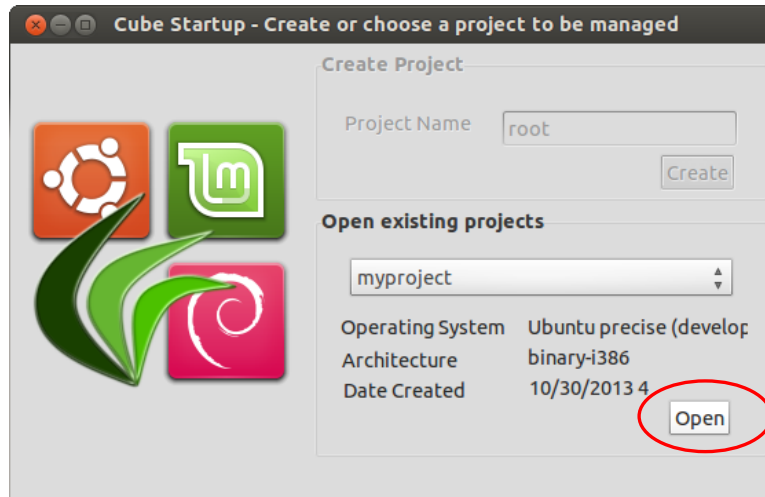 Cube Startup - Create or choose a project to be managed
Create Project
Project Name root
Create
Open existing projects
myproject
Operating System Ubuntu precise (develop
Architecture binary-i386
Date Created 10/30/2013 4
Open